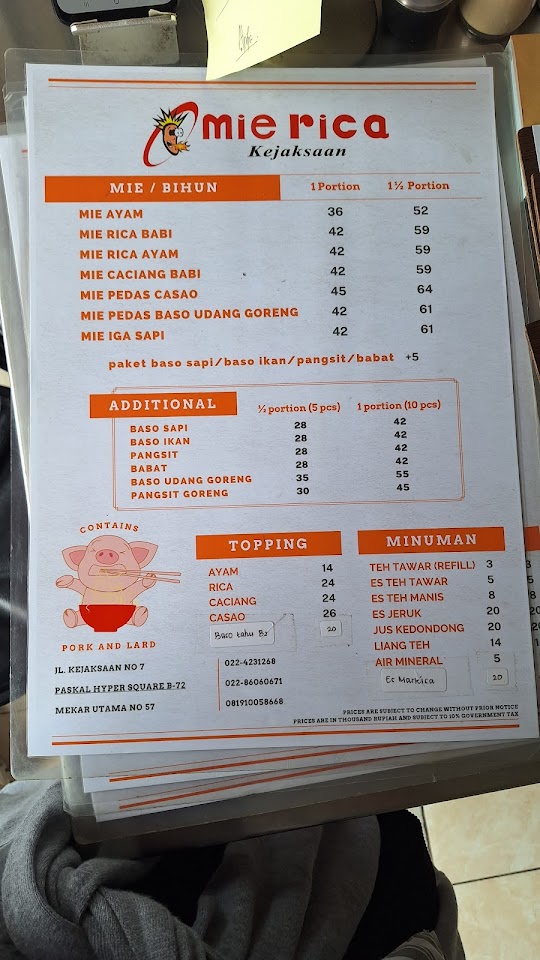 mie rica
Kejaksaan
MIE / BIHUN 1 Portion 1 ½ Portion
MIE AYAM 36 52
MIE RICA BABI 42 59
MIE RICA AYAM 42 59
MIE CACIANG BABI 42 59
MIE PEDAS CASAO 45 64
MIE PEDAS BASO UDANG GORENG 42 61
MIE IGA SAPI 42 61
paket baso sapi/baso ikan/pangsit/babat +5
ADDITIONAL ½ portion (5 pcs) 1 portion (10 pcs)
BASO SAPI 28 42
BASO IKAN 28 42
PANGSIT 28 42
BABAT 28 42
BASO UDANG GORENG 35 55
PANGSIT GORENG 30 45
CONTAINS
PORK AND LARD
TOPPING
AYAM 14
RICA 24
CACIANG 24
CASAO 26
Baso tahu 20
MINUMAN
TEH TAWAR (REFILL) 3
ES TEH TAWAR 5
ES TEH MANIS 8
ES JERUK 20
JUS KEDONDONG 20
LIANG TEH 14
AIR MINERAL 5
Es Markisa 20
JL. KEJAKSAAN NO 7 022-4231268
PASKAL HYPER SQUARE B-72 022-86060671
MEKAR UTAMA NO 57 081910058668
PRICES ARE SUBJECT TO CHANGE WITHOUT PRIOR NOTICE
PRICES ARE IN THOUSAND RUPIAH AND SUBJECT TO 10% GOVERNMENT TAX